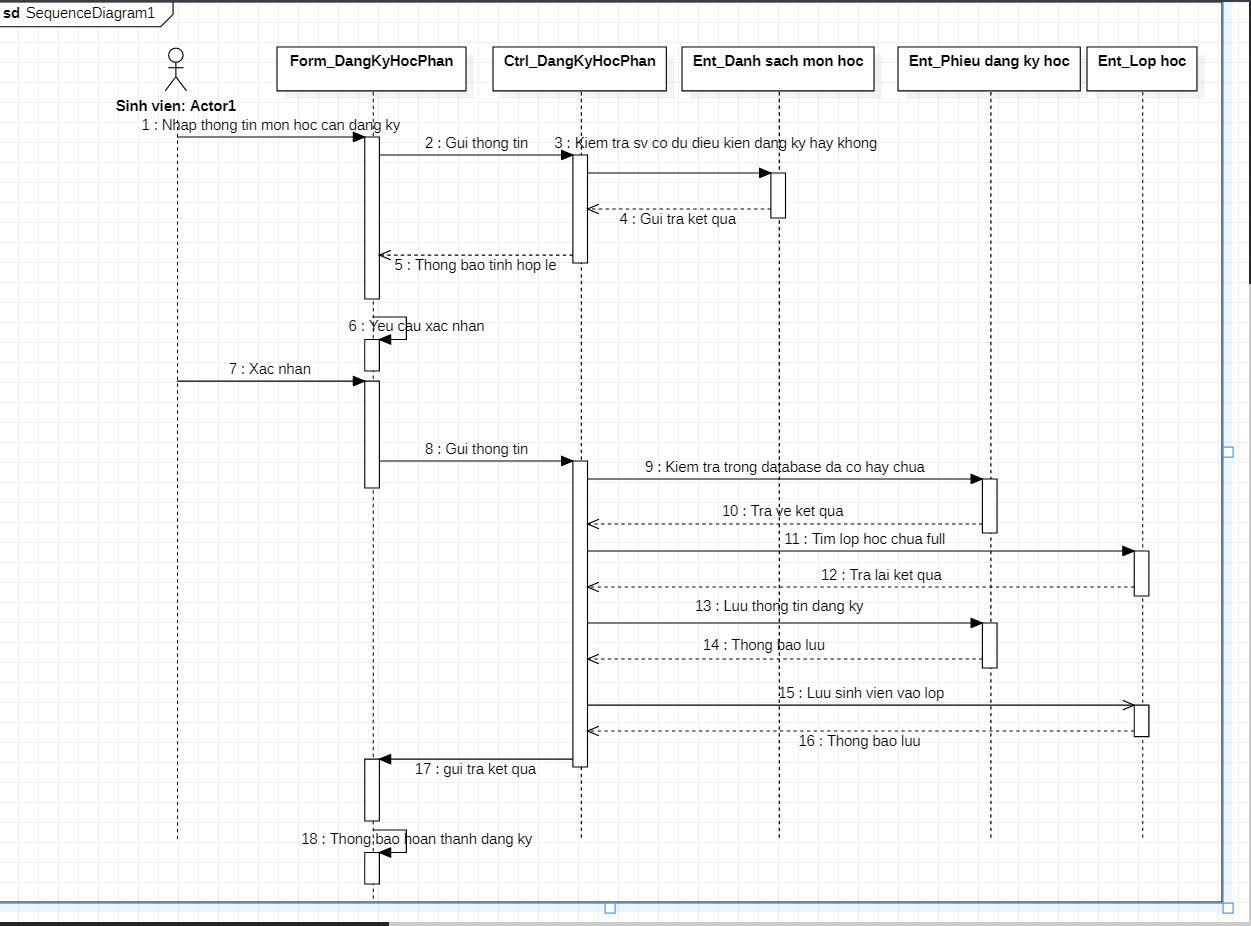 sd SequenceDiagram1
Form_DangKyHocPhan
Ctrl_DangKyHocPhan
Ent_Danh sach mon hoc
Ent_Phieu dang ky hoc
Ent_Lop hoc
Sinh vien: Actor1
1 : Nhap thong tin mon hoc can dang ky
2 : Gui thong tin
3 : Kiem tra sv co du dieu kien dang ky hay khong
4 : Gui tra ket qua
5 : Thong bao tinh hop le
6 : Yeu cau xac nhan
7 : Xac nhan
8 : Gui thong tin
9 : Kiem tra trong database da co hay chua
10 : Tra ve ket qua
11 : Tim lop hoc chua full
12 : Tra lai ket qua
13 : Luu thong tin dang ky
14 : Thong bao luu
15 : Luu sinh vien vao lop
16 : Thong bao luu
17 : gui tra ket qua
18 : Thong bao hoan thanh dang ky